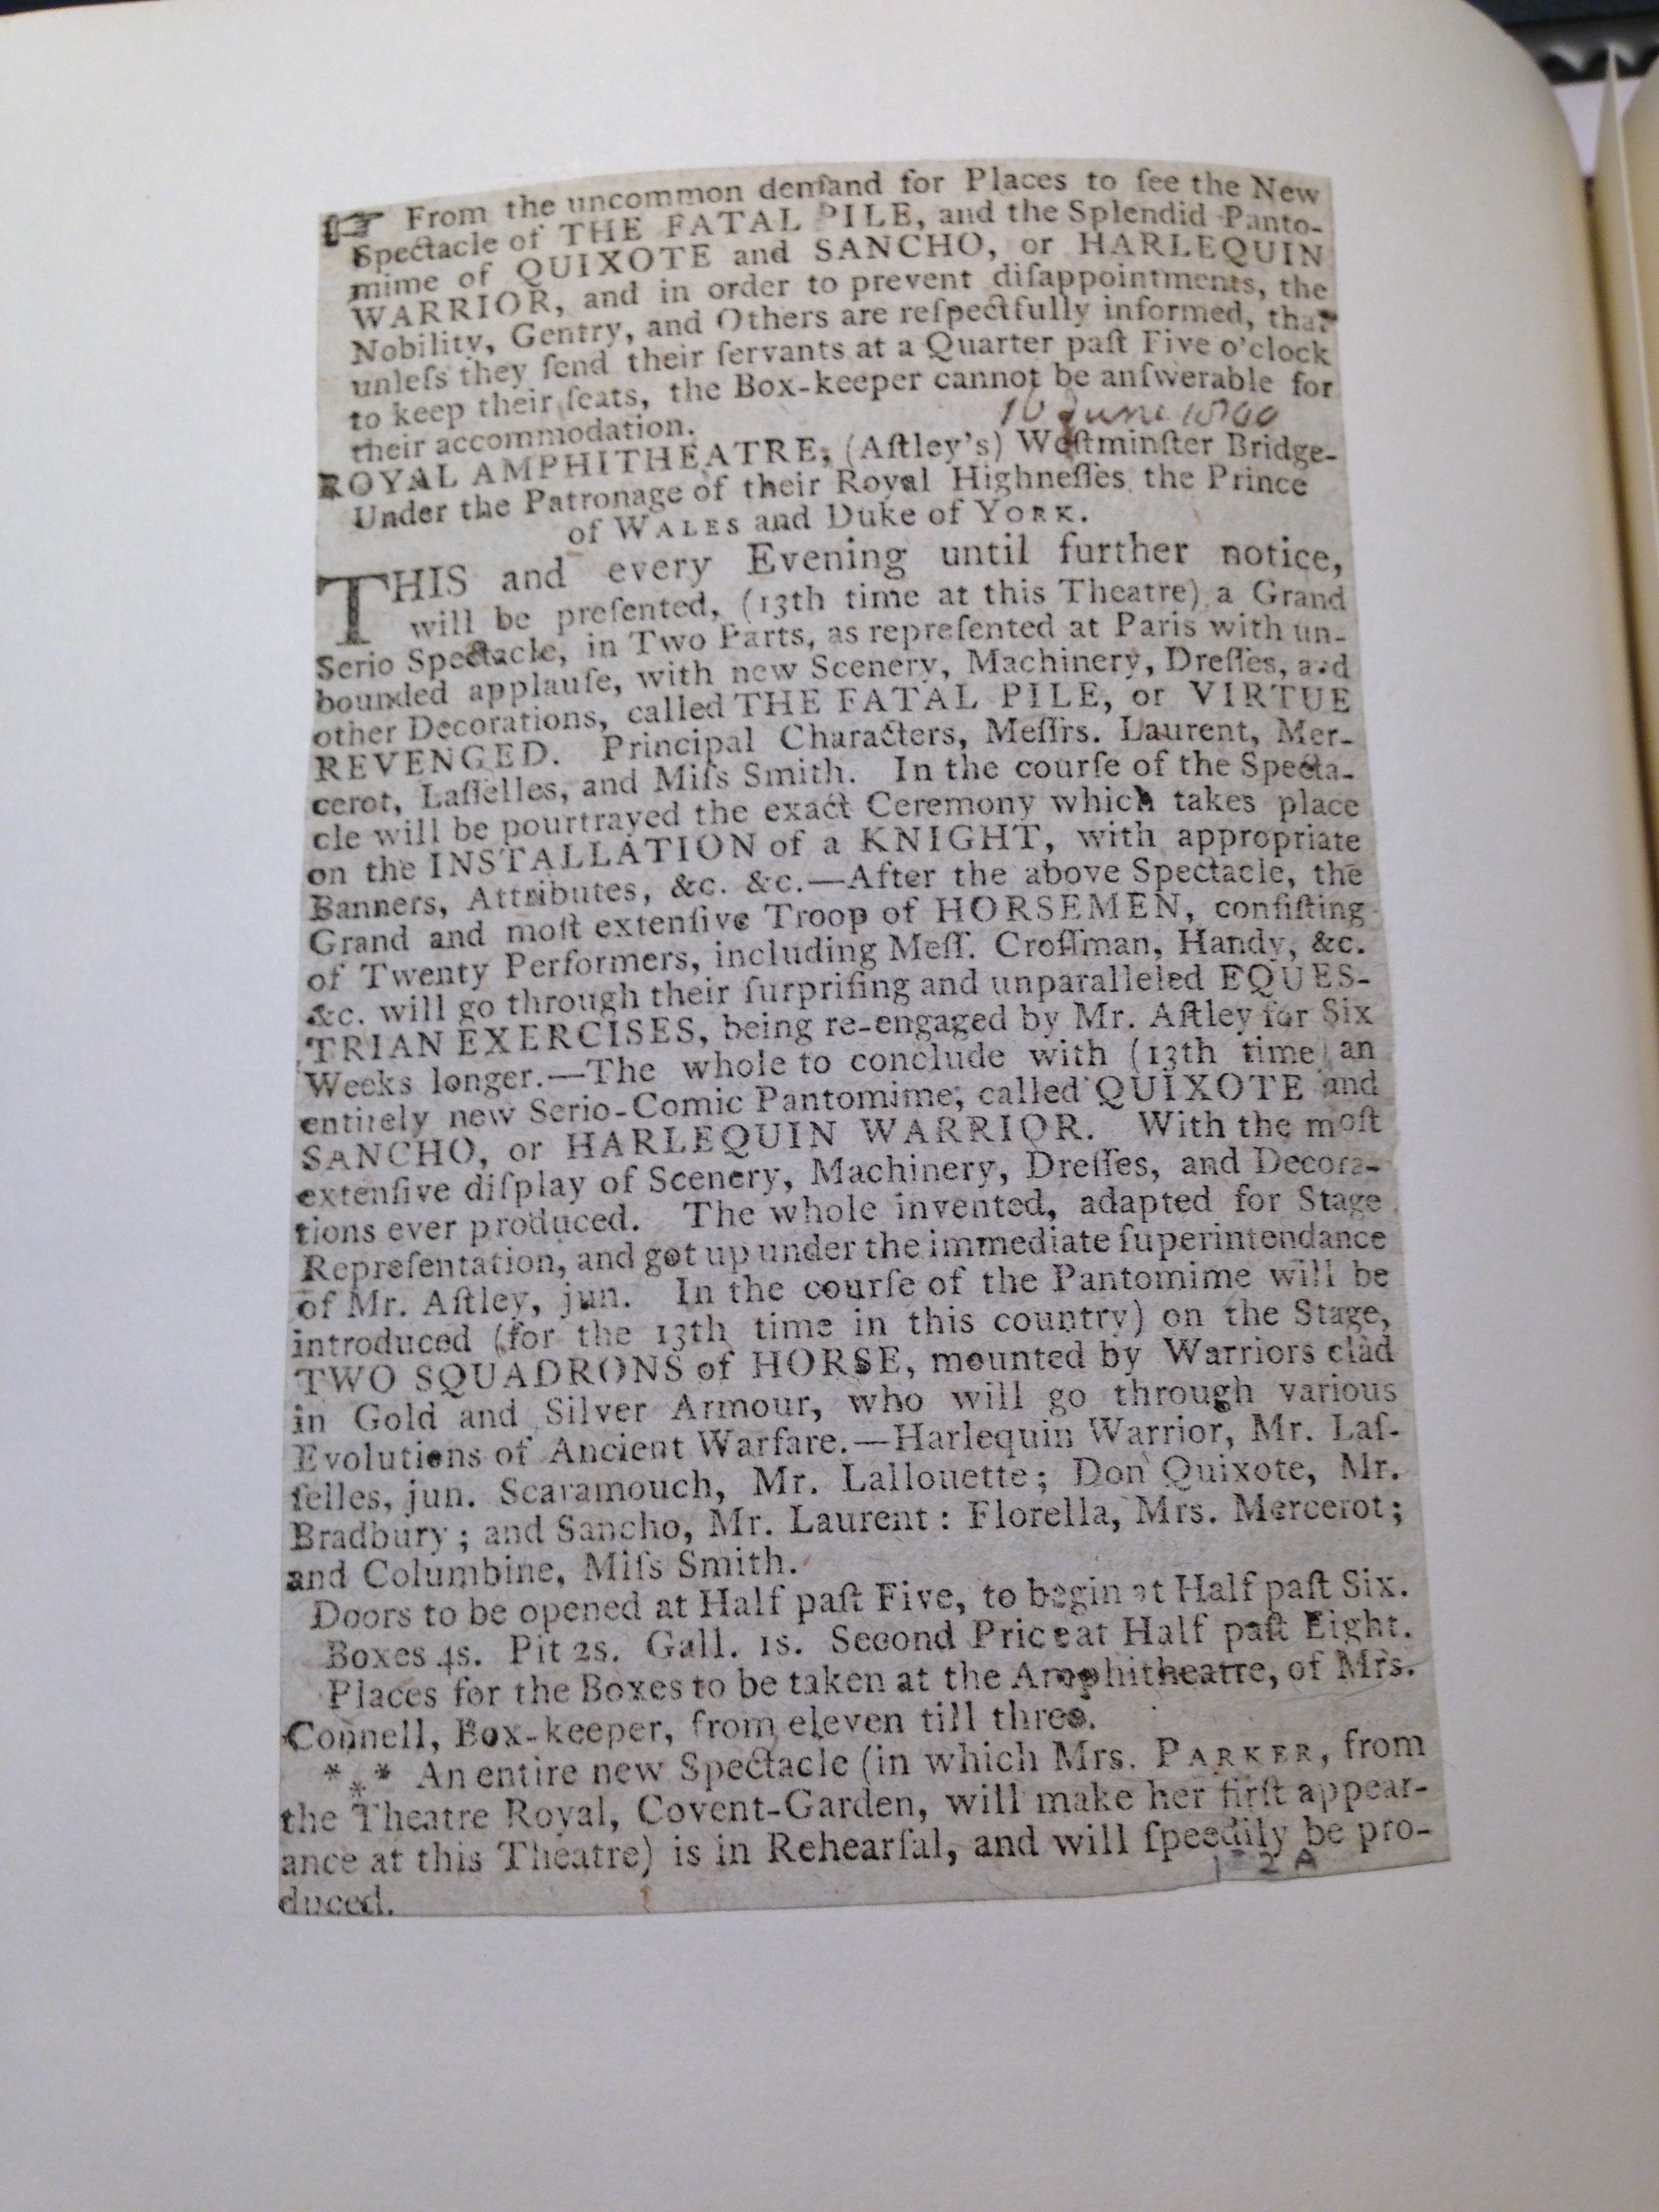 ☞ From the uncommon demand for Places to ſee the New
Spectacle of THE FATAL PILE, and the Splendid Panto-
mime of QUIXOTE and SANCHO, or HARLEQUIN
WARRIOR, and in order to prevent diſappointments, the
Nobility, Gentry, and Others are reſpectfully informed, that
unleſs they ſend their ſervants at a Quarter paſt Five o'clock
to keep their ſeats, the Box-keeper cannot be anſwerable for
their accommodation.
June 1800
ROYAL AMPHITHEATRE, (Aſtley's) Weſtminſter Bridge-
Under the Patronage of their Royal Highneſſes the Prince
of WALES and Duke of YORK.
THIS and every Evening until further notice,
will be preſented, (13th time at this Theatre) a Grand
Serio Spectacle, in Two Parts, as repreſented at Paris with un-
bounded applauſe, with new Scenery, Machinery, Dreſſes, and
other Decorations, called THE FATAL PILE, or VIRTUE
REVENGED. Principal Characters, Meſſrs. Laurent, Mer-
cerot, Laſſelles, and Miſs Smith. In the courſe of the Specta-
cle will be pourtrayed the exact Ceremony which takes place
on the INSTALLATION of a KNIGHT, with appropriate
Banners, Attributes, &c. &c.—After the above Spectacle, the
Grand and moſt extenſive Troop of HORSEMEN, conſiſting
of Twenty Performers, including Meſſ. Croſſman, Handy, &c.
&c. will go through their ſurpriſing and unparalleled EQUES-
TRIAN EXERCISES, being re-engaged by Mr. Aſtley for Six
Weeks longer.—The whole to conclude with (13th time) an
entirely new Serio-Comic Pantomime, called QUIXOTE and
SANCHO, or HARLEQUIN WARRIOR. With the moſt
extenſive diſplay of Scenery, Machinery, Dreſſes, and Decora-
tions ever produced. The whole invented, adapted for Stage
Repreſentation, and got up under the immediate ſuperintendance
of Mr. Aſtley, jun. In the courſe of the Pantomime will be
introduced (for the 13th time in this country) on the Stage,
TWO SQUADRONS of HORSE, mounted by Warriors clad
in Gold and Silver Armour, who will go through various
Evolutions of Ancient Warfare.—Harlequin Warrior, Mr. Laſ-
ſelles, jun. Scaramouch, Mr. Lallouette; Don Quixote, Mr.
Bradbury; and Sancho, Mr. Laurent: Florella, Mrs. Mercerot;
and Columbine, Miſs Smith.
Doors to be opened at Half paſt Five, to begin at Half paſt Six.
Boxes 4s. Pit 2s. Gall. 1s. Second Price at Half paſt Eight.
Places for the Boxes to be taken at the Amphitheatre, of Mrs.
Connell, Box-keeper, from eleven till three.
*⁎* An entire new Spectacle (in which Mrs. PARKER, from
the Theatre Royal, Covent-Garden, will make her firſt appear-
ance at this Theatre) is in Rehearſal, and will ſpeedily be pro-
duced.